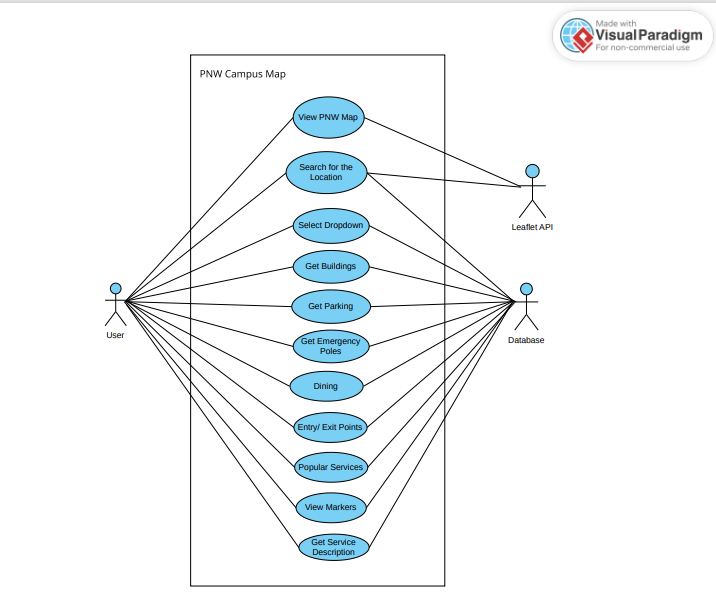 Made with
VisualParadigm
For non-commercial use
PNW Campus Map
View PNW Map
Search for the
Location
Leaflet API
Select Dropdown
Get Buildings
Get Parking
User
Database
Get Emergency
Poles
Dining
Entry/ Exit Points
Popular Services
View Markers
Get Service
Description